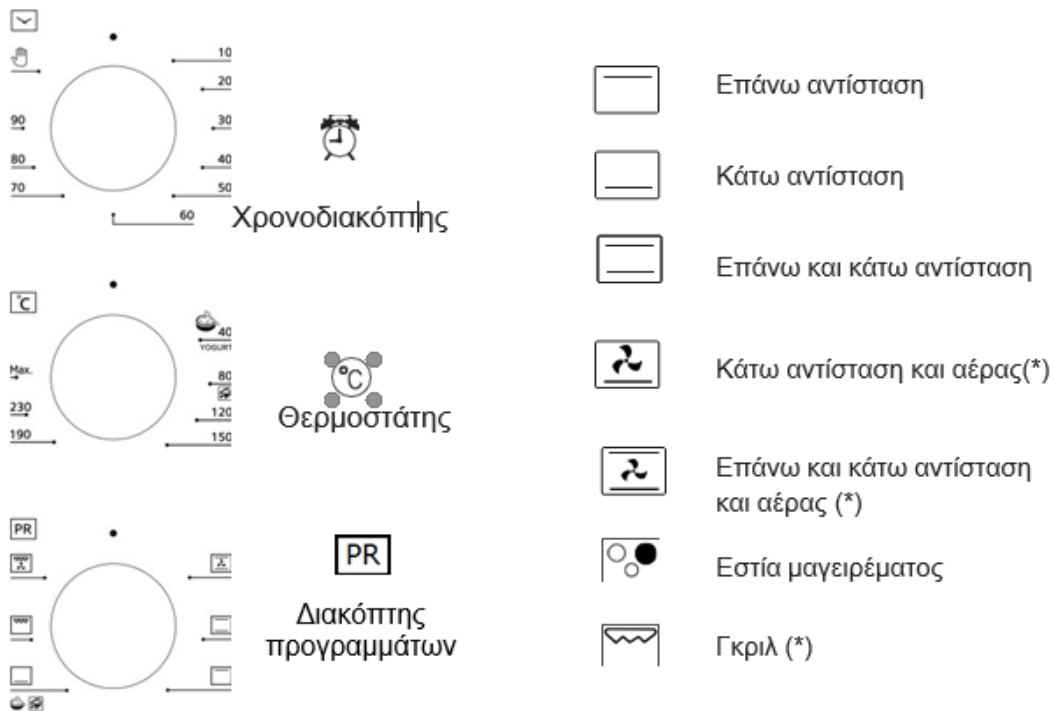 10
20
30
40
50
60
70
80
90
Χρονοδιακόπτης
°C
40
YOGURT
80
120
150
190
230
Max.
°C
Θερμοστάτης
PR
PR
Διακόπτης
προγραμμάτων
Επάνω αντίσταση
Κάτω αντίσταση
Επάνω και κάτω αντίσταση
Κάτω αντίσταση και αέρας(*)
Επάνω και κάτω αντίσταση
και αέρας (*)
Εστία μαγειρέματος
Γκριλ (*)